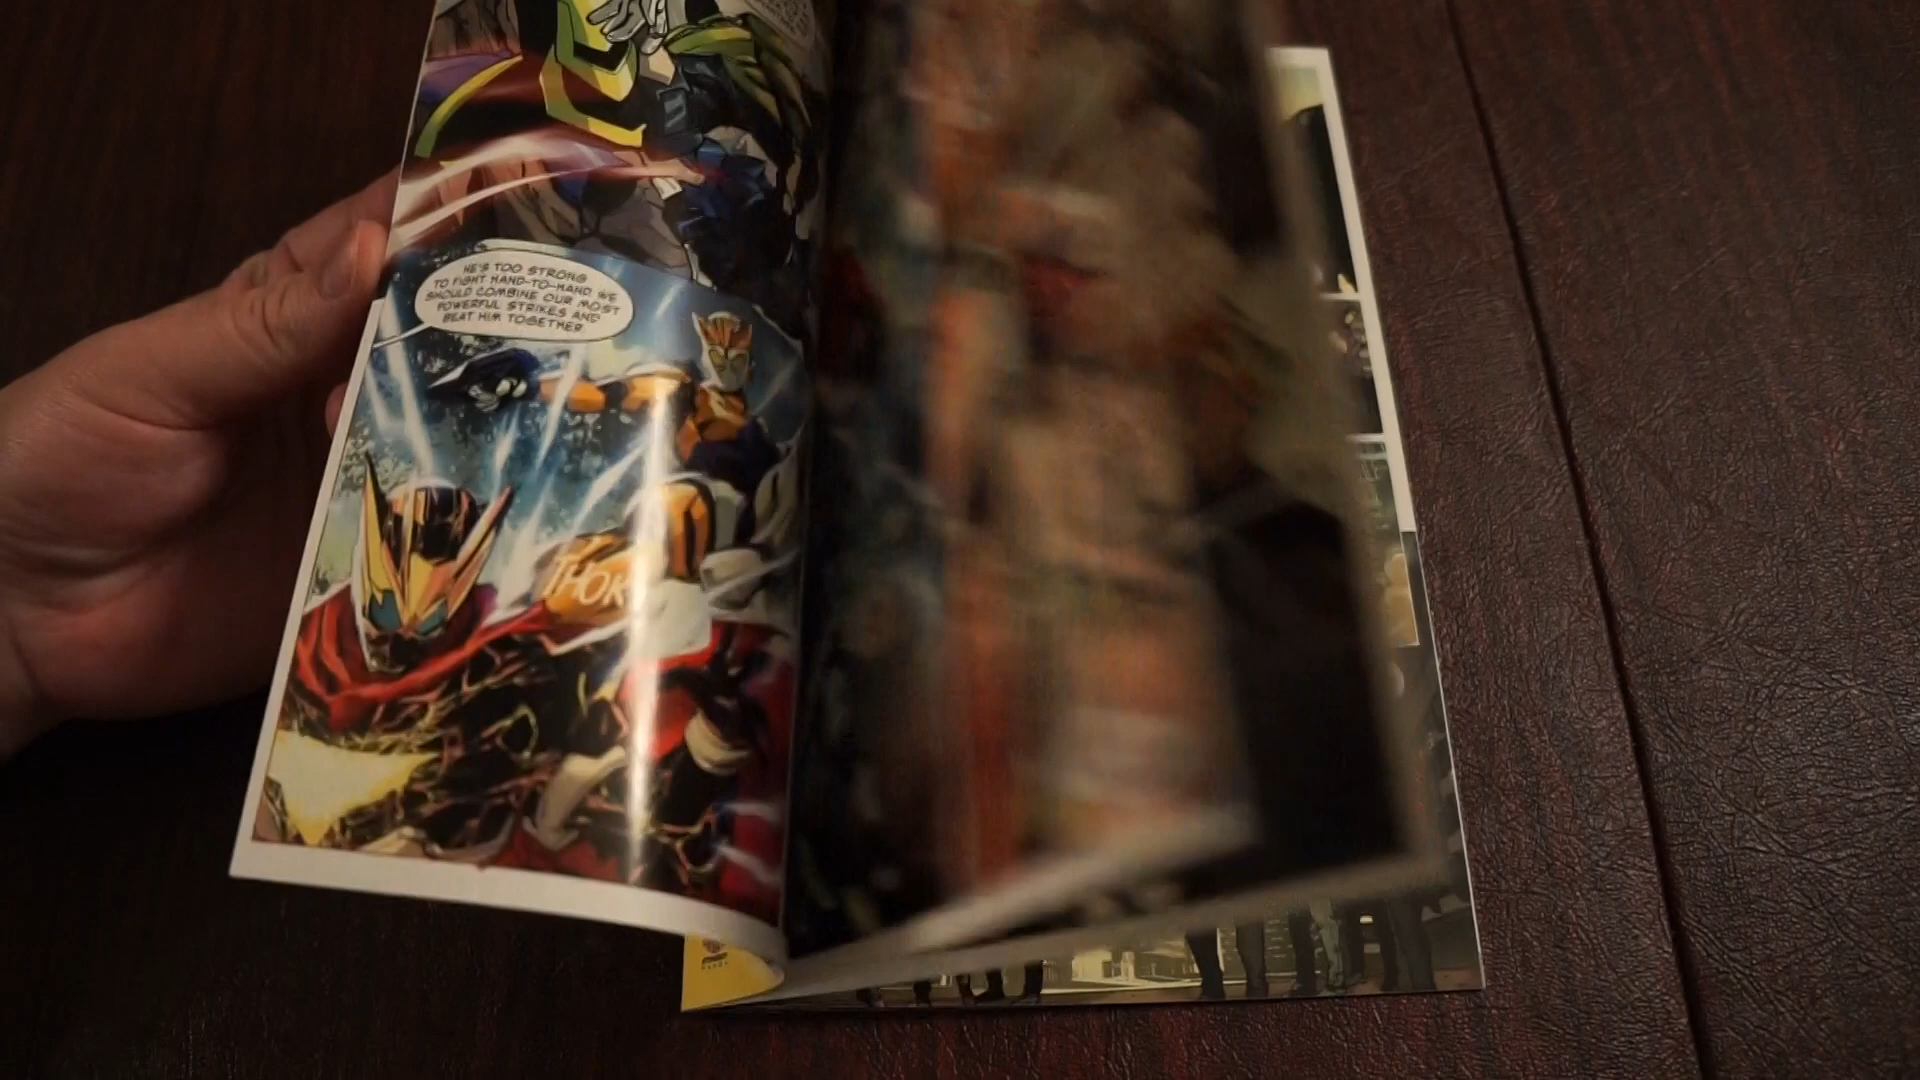 HE'S TOO STRONG
TO FIGHT HAND-TO-HAND. WE
SHOULD COMBINE OUR MOST
POWERFUL STRIKES AND
BEAT HIM TOGETHER!
THOK